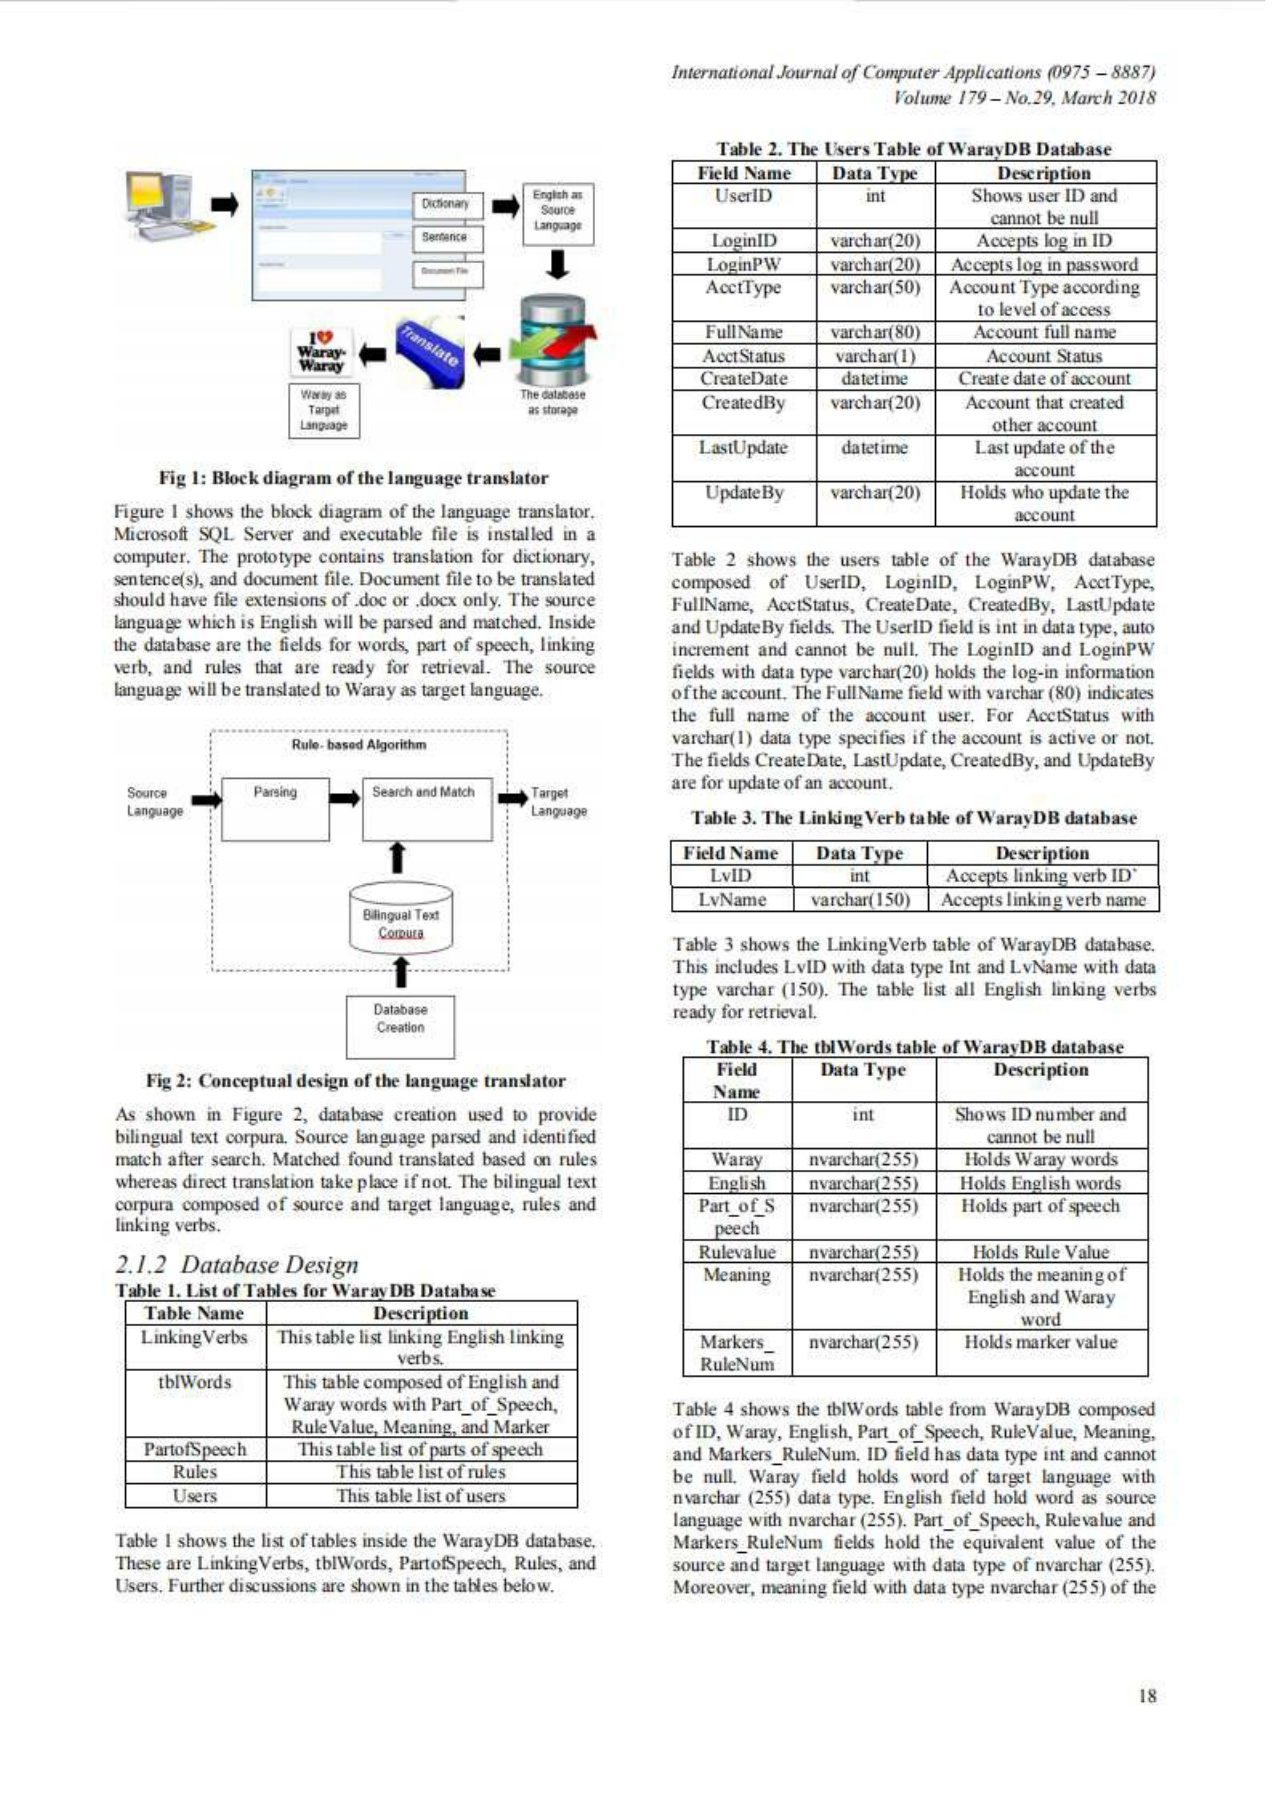 International Journal of Computer Applications (0975 – 8887)
Volume 179 – No.29, March 2018
Dictionary
Sentence
Document File
English as
Source
Language
I
Waray-
Waray
Translate
Waray as
Target
Language
The database
as storage
Fig 1: Block diagram of the language translator
Figure 1 shows the block diagram of the language translator.
Microsoft SQL Server and executable file is installed in a
computer. The prototype contains translation for dictionary,
sentence(s), and document file. Document file to be translated
should have file extensions of .doc or .docx only. The source
language which is English will be parsed and matched. Inside
the database are the fields for words, part of speech, linking
verb, and rules that are ready for retrieval. The source
language will be translated to Waray as target language.
Rule- based Algorithm
Source
Language
Parsing
Search and Match
Target
Language
Bilingual Text
Corpura
Database
Creation
Fig 2: Conceptual design of the language translator
As shown in Figure 2, database creation used to provide
bilingual text corpura. Source language parsed and identified
match after search. Matched found translated based on rules
whereas direct translation take place if not. The bilingual text
corpura composed of source and target language, rules and
linking verbs.
2.1.2 Database Design
Table 1. List of Tables for WarayDB Database
Table Name Description
LinkingVerbs This table list linking English linking
verbs.
tblWords This table composed of English and
Waray words with Part_of_Speech,
RuleValue, Meaning, and Marker
PartofSpeech This table list of parts of speech
Rules This table list of rules
Users This table list of users
Table 1 shows the list of tables inside the WarayDB database.
These are LinkingVerbs, tblWords, PartofSpeech, Rules, and
Users. Further discussions are shown in the tables below.
Table 2. The Users Table of WarayDB Database
Field Name Data Type Description
UserID int Shows user ID and
cannot be null
LoginID varchar(20) Accepts log in ID
LoginPW varchar(20) Accepts log in password
AcctType varchar(50) Account Type according
to level of access
FullName varchar(80) Account full name
AcctStatus varchar(1) Account Status
CreateDate datetime Create date of account
CreatedBy varchar(20) Account that created
other account
LastUpdate datetime Last update of the
account
UpdateBy varchar(20) Holds who update the
account
Table 2 shows the users table of the WarayDB database
composed of UserID, LoginID, LoginPW, AcctType,
FullName, AcctStatus, CreateDate, CreatedBy, LastUpdate
and UpdateBy fields. The UserID field is int in data type, auto
increment and cannot be null. The LoginID and LoginPW
fields with data type varchar(20) holds the log-in information
of the account. The FullName field with varchar (80) indicates
the full name of the account user. For AcctStatus with
varchar(1) data type specifies if the account is active or not.
The fields CreateDate, LastUpdate, CreatedBy, and UpdateBy
are for update of an account.
Table 3. The LinkingVerb table of WarayDB database
Field Name Data Type Description
LvID int Accepts linking verb ID`
LvName varchar(150) Accepts linking verb name
Table 3 shows the LinkingVerb table of WarayDB database.
This includes LvID with data type Int and LvName with data
type varchar (150). The table list all English linking verbs
ready for retrieval.
Table 4. The tblWords table of WarayDB database
Field Data Type Description
Name
ID int Shows ID number and
cannot be null
Waray nvarchar(255) Holds Waray words
English nvarchar(255) Holds English words
Part_of_S nvarchar(255) Holds part of speech
peech
Rulevalue nvarchar(255) Holds Rule Value
Meaning nvarchar(255) Holds the meaning of
English and Waray
word
Markers_ nvarchar(255) Holds marker value
RuleNum
Table 4 shows the tblWords table from WarayDB composed
of ID, Waray, English, Part_of_Speech, RuleValue, Meaning,
and Markers_RuleNum. ID field has data type int and cannot
be null. Waray field holds word of target language with
nvarchar (255) data type. English field hold word as source
language with nvarchar (255). Part_of_Speech, Rulevalue and
Markers_RuleNum fields hold the equivalent value of the
source and target language with data type of nvarchar (255).
Moreover, meaning field with data type nvarchar (255) of the
18